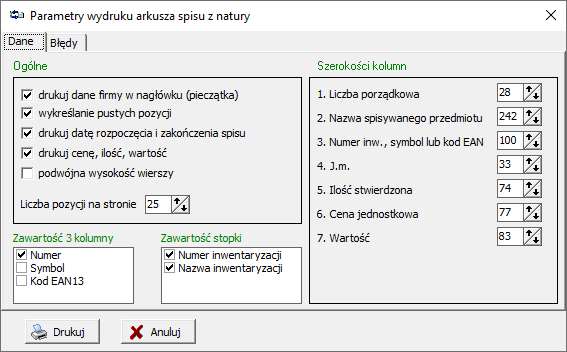 Parametry wydruku arkusza spisu z natury
Dane
Błędy
Ogólne
drukuj dane firmy w nagłówku (pieczątka)
wykreślanie pustych pozycji
drukuj datę rozpoczęcia i zakończenia spisu
drukuj cenę, ilość, wartość
podwójna wysokość wierszy
Liczba pozycji na stronie 25
Zawartość 3 kolumny
Numer
Symbol
Kod EAN13
Zawartość stopki
Numer inwentaryzacji
Nazwa inwentaryzacji
Szerokości kolumn
1. Liczba porządkowa 28
2. Nazwa spisywanego przedmiotu 242
3. Numer inw., symbol lub kod EAN 100
4. J.m. 33
5. Ilość stwierdzona 74
6. Cena jednostkowa 77
7. Wartość 83
Drukuj
Anuluj